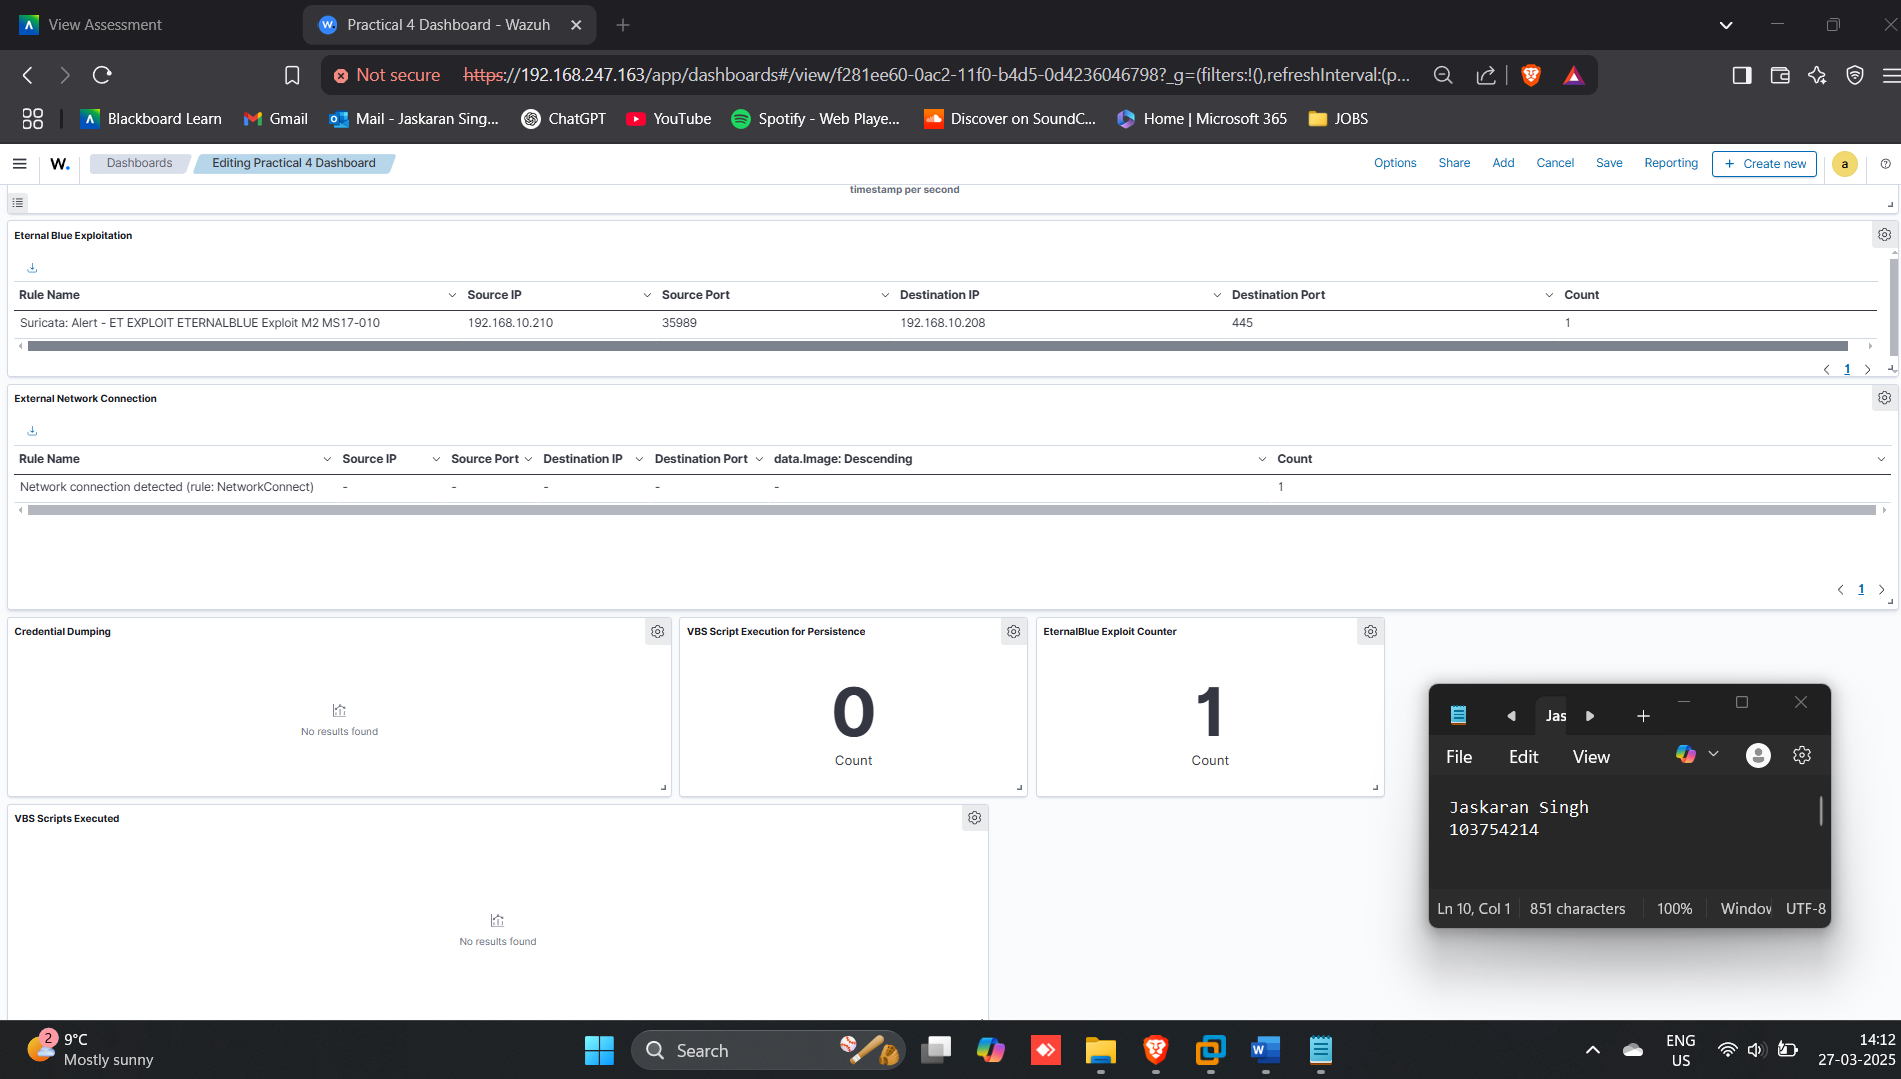 View Assessment
Practical 4 Dashboard - Wazuh
Not secure https://192.168.247.163/app/dashboards#/view/f281ee60-0ac2-11f0-b4d5-0d4236046798?_g=(filters:!(),refreshInterval:(p...
Blackboard Learn Gmail Mail - Jaskaran Sing... ChatGPT YouTube Spotify - Web Playe... Discover on SoundC... Home | Microsoft 365 JOBS
W. Dashboards Editing Practical 4 Dashboard Options Share Add Cancel Save Reporting + Create new a
timestamp per second
Eternal Blue Exploitation
Rule Name Source IP Source Port Destination IP Destination Port Count
Suricata: Alert - ET EXPLOIT ETERNALBLUE Exploit M2 MS17-010 192.168.10.210 35989 192.168.10.208 445 1
1
External Network Connection
Rule Name Source IP Source Port Destination IP Destination Port data.Image: Descending Count
Network connection detected (rule: NetworkConnect) - - - - - 1
1
Credential Dumping
No results found
VBS Script Execution for Persistence
0
Count
EternalBlue Exploit Counter
1
Count
VBS Scripts Executed
No results found
Jas
File Edit View
Jaskaran Singh
103754214
Ln 10, Col 1 851 characters 100% Windov UTF-8
2
9°C
Mostly sunny
Search
ENG
US
14:12
27-03-2025